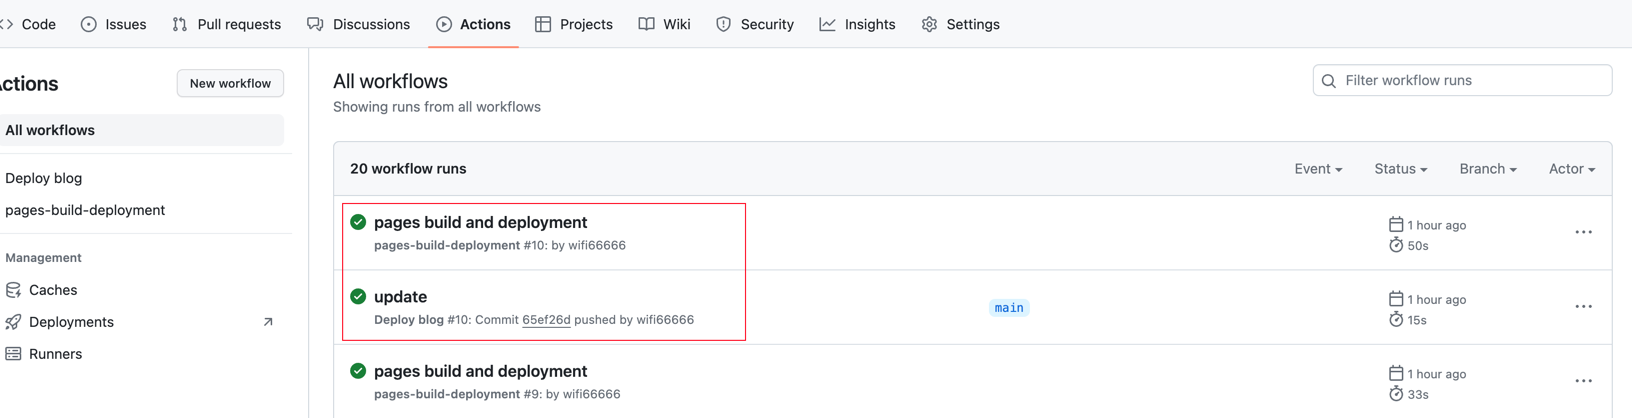 Code Issues Pull requests Discussions Actions Projects Wiki Security Insights Settings
ctions New workflow
All workflows
Deploy blog
pages-build-deployment
Management
Caches
Deployments
Runners
All workflows
Showing runs from all workflows
Filter workflow runs
20 workflow runs Event Status Branch Actor
pages build and deployment
pages-build-deployment #10: by wifi66666
1 hour ago
50s
update
Deploy blog #10: Commit 65ef26d pushed by wifi66666
main
1 hour ago
15s
pages build and deployment
pages-build-deployment #9: by wifi66666
1 hour ago
33s